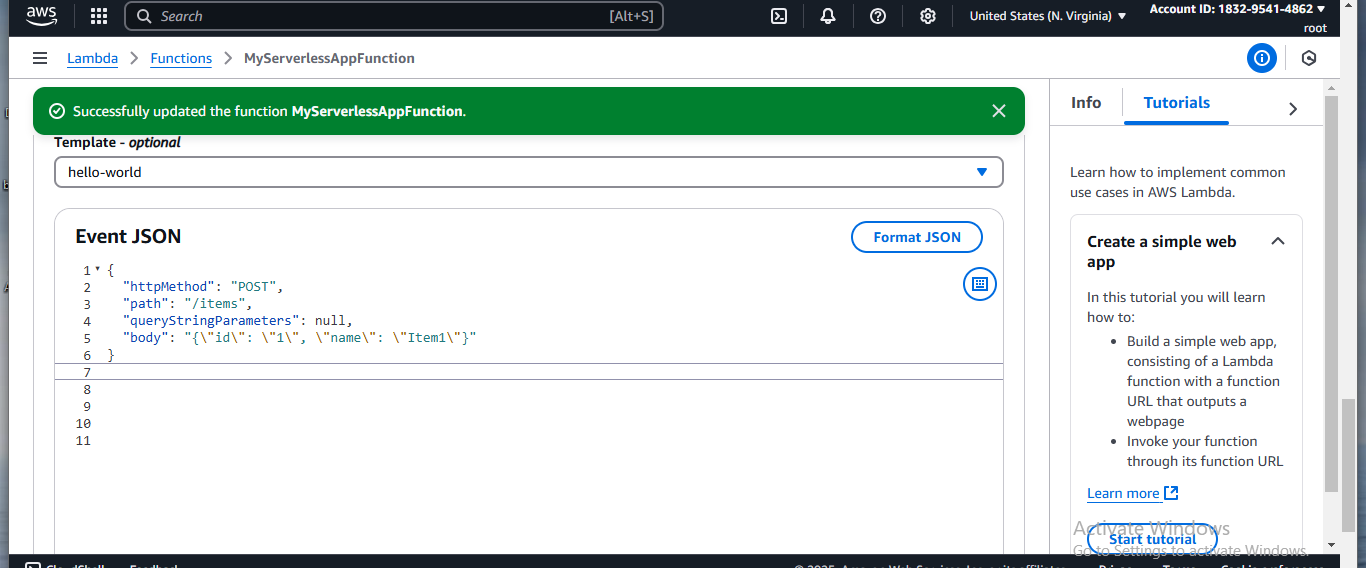 aws
Search
[Alt+S]
United States (N. Virginia)
Account ID: 1832-9541-4862
root
Lambda
Functions
MyServerlessAppFunction
Successfully updated the function MyServerlessAppFunction.
Template - optional
hello-world
Event JSON
Format JSON
1 {
2 "httpMethod": "POST",
3 "path": "/items",
4 "queryStringParameters": null,
5 "body": "{\"id\": \"1\", \"name\": \"Item1\"}"
6 }
7
8
9
10
11
Info
Tutorials
Learn how to implement common
use cases in AWS Lambda.
Create a simple web
app
In this tutorial you will learn
how to:
• Build a simple web app,
consisting of a Lambda
function with a function
URL that outputs a
webpage
• Invoke your function
through its function URL
Learn more
Start tutorial
Activate Windows
Go to Settings to activate Windows.
CloudShell
Feedback